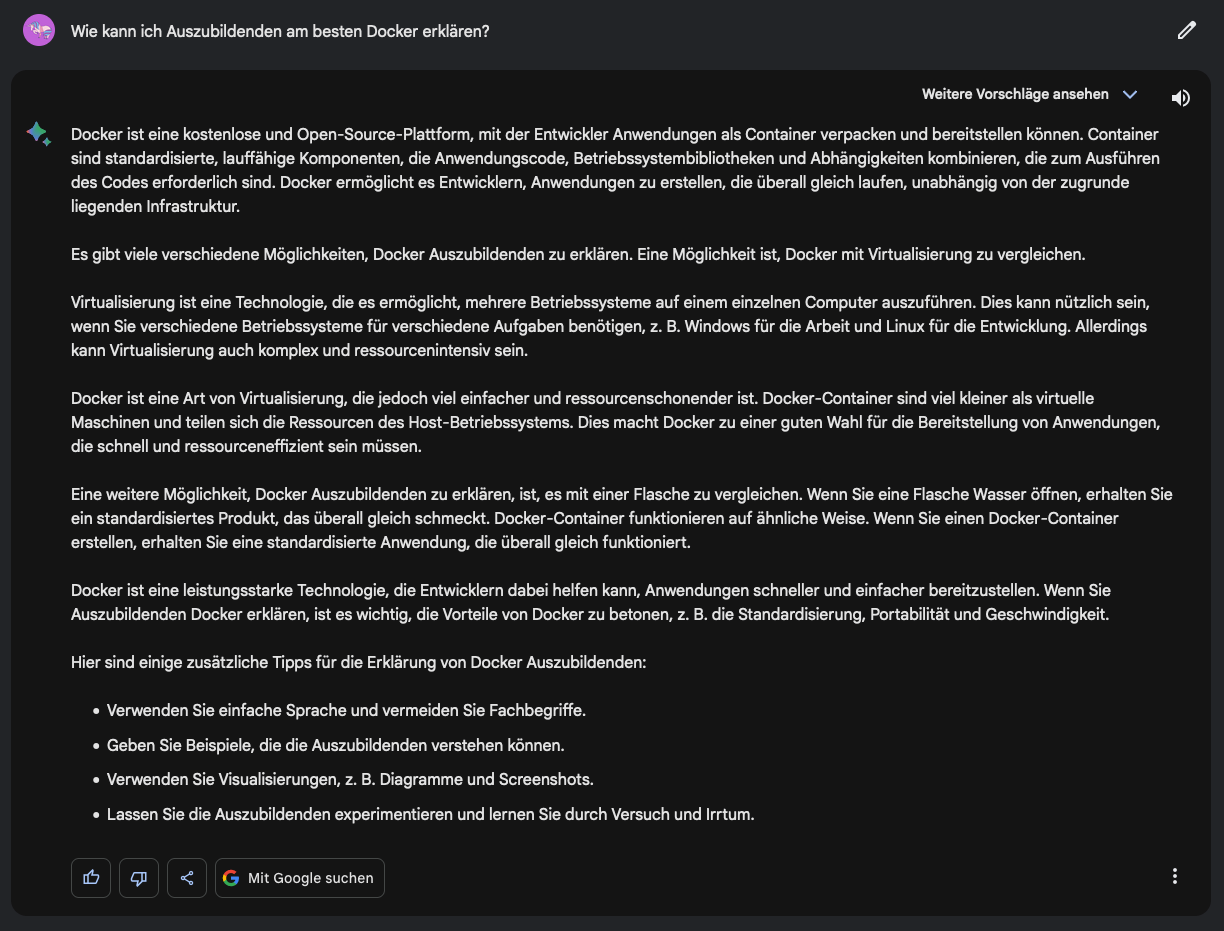 Wie kann ich Auszubildenden am besten Docker erklären?
Weitere Vorschläge ansehen
Docker ist eine kostenlose und Open-Source-Plattform, mit der Entwickler Anwendungen als Container verpacken und bereitstellen können. Container
sind standardisierte, lauffähige Komponenten, die Anwendungscode, Betriebssystembibliotheken und Abhängigkeiten kombinieren, die zum Ausführen
des Codes erforderlich sind. Docker ermöglicht es Entwicklern, Anwendungen zu erstellen, die überall gleich laufen, unabhängig von der zugrunde
liegenden Infrastruktur.
Es gibt viele verschiedene Möglichkeiten, Docker Auszubildenden zu erklären. Eine Möglichkeit ist, Docker mit Virtualisierung zu vergleichen.
Virtualisierung ist eine Technologie, die es ermöglicht, mehrere Betriebssysteme auf einem einzelnen Computer auszuführen. Dies kann nützlich sein,
wenn Sie verschiedene Betriebssysteme für verschiedene Aufgaben benötigen, z. B. Windows für die Arbeit und Linux für die Entwicklung. Allerdings
kann Virtualisierung auch komplex und ressourcenintensiv sein.
Docker ist eine Art von Virtualisierung, die jedoch viel einfacher und ressourcenschonender ist. Docker-Container sind viel kleiner als virtuelle
Maschinen und teilen sich die Ressourcen des Host-Betriebssystems. Dies macht Docker zu einer guten Wahl für die Bereitstellung von Anwendungen,
die schnell und ressourceneffizient sein müssen.
Eine weitere Möglichkeit, Docker Auszubildenden zu erklären, ist, es mit einer Flasche zu vergleichen. Wenn Sie eine Flasche Wasser öffnen, erhalten Sie
ein standardisiertes Produkt, das überall gleich schmeckt. Docker-Container funktionieren auf ähnliche Weise. Wenn Sie einen Docker-Container
erstellen, erhalten Sie eine standardisierte Anwendung, die überall gleich funktioniert.
Docker ist eine leistungsstarke Technologie, die Entwicklern dabei helfen kann, Anwendungen schneller und einfacher bereitzustellen. Wenn Sie
Auszubildenden Docker erklären, ist es wichtig, die Vorteile von Docker zu betonen, z. B. die Standardisierung, Portabilität und Geschwindigkeit.
Hier sind einige zusätzliche Tipps für die Erklärung von Docker Auszubildenden:
• Verwenden Sie einfache Sprache und vermeiden Sie Fachbegriffe.
• Geben Sie Beispiele, die die Auszubildenden verstehen können.
• Verwenden Sie Visualisierungen, z. B. Diagramme und Screenshots.
• Lassen Sie die Auszubildenden experimentieren und lernen Sie durch Versuch und Irrtum.
Mit Google suchen